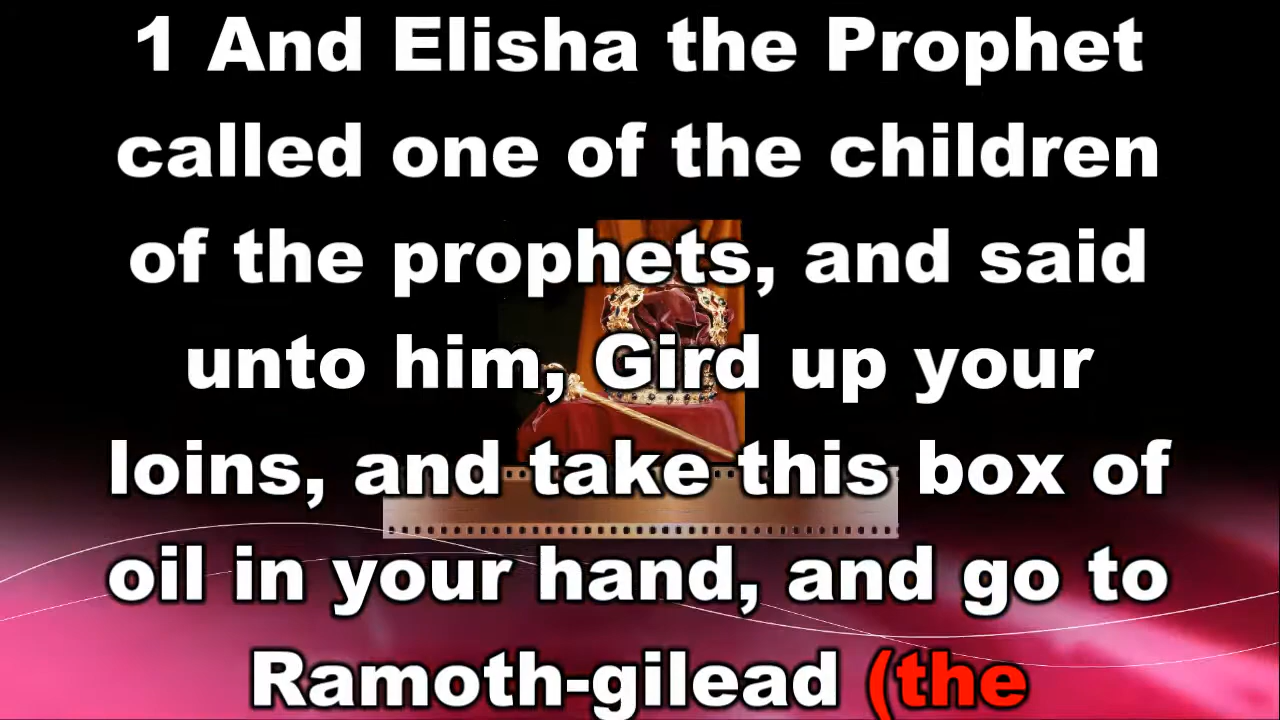 1 And Elisha the Prophet
called one of the children
of the prophets, and said
unto him, Gird up your
loins, and take this box of
oil in your hand, and go to
Ramoth-gilead (the